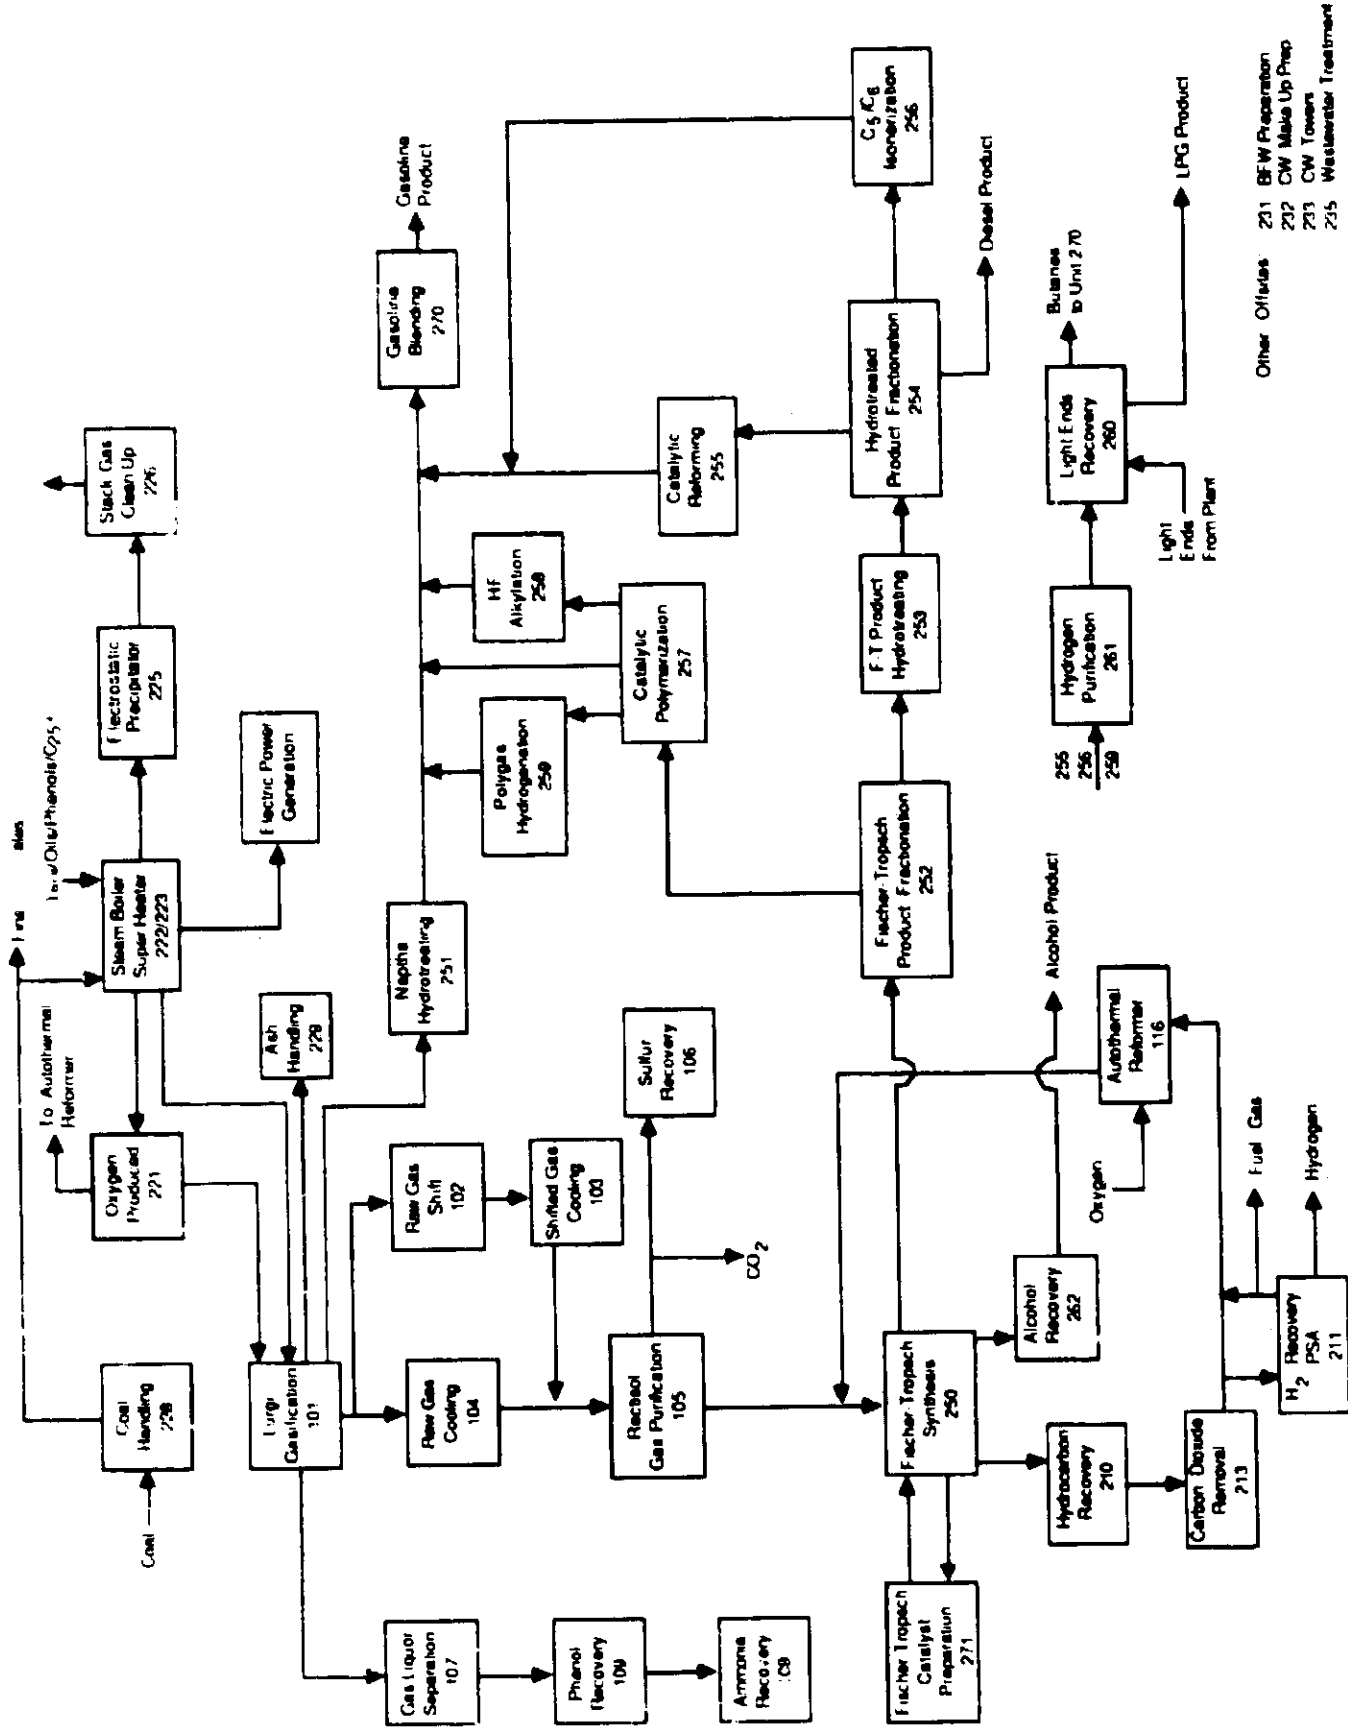 Coal
Coal
Handling
228
Sales
Tars/Oils/Phenols/C25+
To Autothermal
Reformer
Oxygen
Produced
221
Steam Boiler
Super Heater
222/223
Electrostatic
Precipitator
225
Stack Gas
Clean Up
226
Electric Power
Generation
Lurgi
Gasification
101
Ash
Handling
229
Gas Liquor
Separation
107
Phenol
Recovery
109
Ammonia
Recovery
Raw Gas
Cooling
104
Raw Gas
Shift
102
Shifted Gas
Cooling
103
Naptha
Hydrotreating
251
Gasoline
Blending
270
Gasoline
Product
Polygas
Hydrogenation
259
HF
Alkylation
258
Catalytic
Polymerization
257
Catalytic
Reforming
255
C5/C6
Isomerization
256
Rectisol
Gas Purification
105
Sulfur
Recovery
106
CO2
Fischer Tropsch
Catalyst
Preparation
271
Fischer-Tropsch
Synthesis
250
Fischer-Tropsch
Product Fractionation
252
F-T Product
Hydrotreating
253
Hydrotreated
Product Fractionation
254
Diesel Product
Hydrocarbon
Recovery
210
Alcohol
Recovery
262
Alcohol Product
Carbon Dioxide
Removal
213
H2 Recovery
PSA
211
Fuel Gas
Hydrogen
Oxygen
Autothermal
Reformer
116
255
256
259
Hydrogen
Purification
261
Light Ends
Recovery
260
Butanes
to Unit 270
Light
Ends
From Plant
LPG Product
Other Offsites 231 BFW Preparation
232 CW Make Up Prep
233 CW Towers
235 Wastewater Treatment